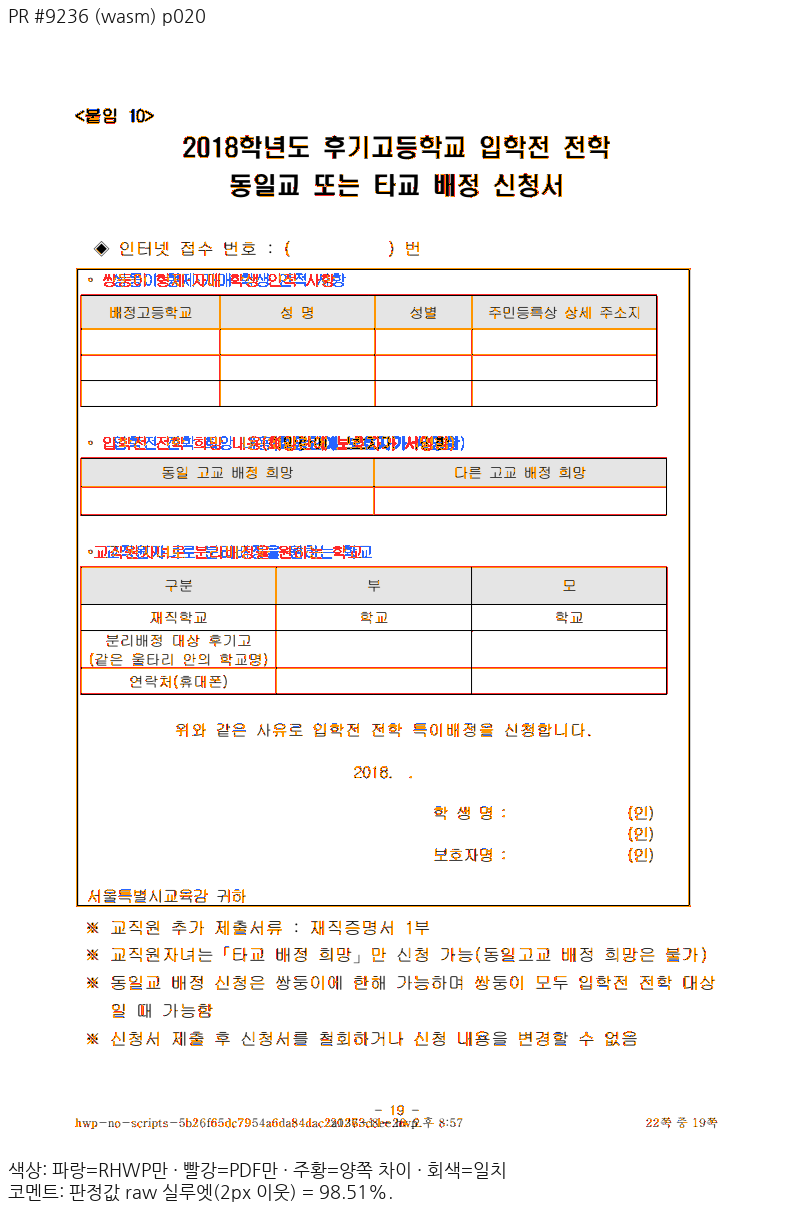 PR #9236 (wasm) p020
<붙임 10>
2018학년도 후기고등학교 입학전 전학
동일교 또는 타교 배정 신청서
◈ 인터넷 접수 번호 : ( ) 번
배정고등학교 성 명 성별 주민등록상 상세 주소지
동일 고교 배정 희망 다른 고교 배정 희망
구분 부 모
재직학교 학교 학교
분리배정 대상 후기고
(같은 울타리 안의 학교명)
연락처(휴대폰)
위와 같은 사유로 입학전 전학 특이배정을 신청합니다.
2018. .
학 생 명 : (인)
(인)
보호자명 : (인)
서울특별시교육감 귀하
※ 교직원 추가 제출서류 : 재직증명서 1부
※ 교직원자녀는「타교 배정 희망」만 신청 가능(동일고교 배정 희망은 불가)
※ 동일교 배정 신청은 쌍둥이에 한해 가능하며 쌍둥이 모두 입학전 전학 대상
일 때 가능함
※ 신청서 제출 후 신청서를 철회하거나 신청 내용을 변경할 수 없음
- 19 -
오후 8:57 22쪽 중 19쪽
색상: 파랑=RHWP만 · 빨강=PDF만 · 주황=양쪽 차이 · 회색=일치
코멘트: 판정값 raw 실루엣(2px 이웃) = 98.51%.